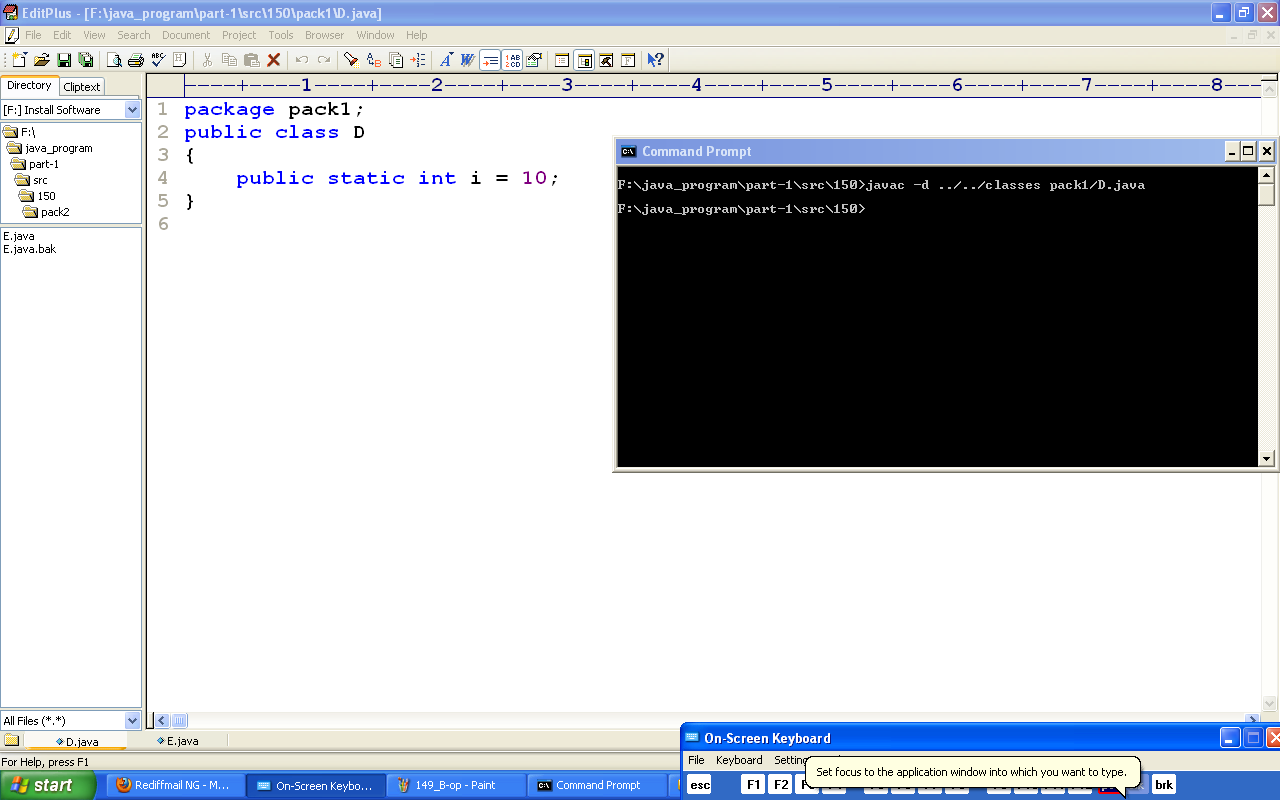 EditPlus - [F:\java_program\part-1\src\150\pack1\D.java]
File Edit View Search Document Project Tools Browser Window Help
Directory Cliptext
[F:] Install Software
F:\
java_program
part-1
src
150
pack2
E.java
E.java.bak
All Files (*.*)
----+----1----+----2----+----3----+----4----+----5----+----6----+----7----+----8--
1 package pack1;
2 public class D
3 {
4 public static int i = 10;
5 }
6
Command Prompt
F:\java_program\part-1\src\150>javac -d ../../classes pack1/D.java
F:\java_program\part-1\src\150>
D.java E.java
For Help, press F1
On-Screen Keyboard
File Keyboard
Set focus to the application window into which you want to type.
esc F1 F2 brk
start Rediffmail NG - M... On-Screen Keybo... 149_B-op - Paint Command Prompt